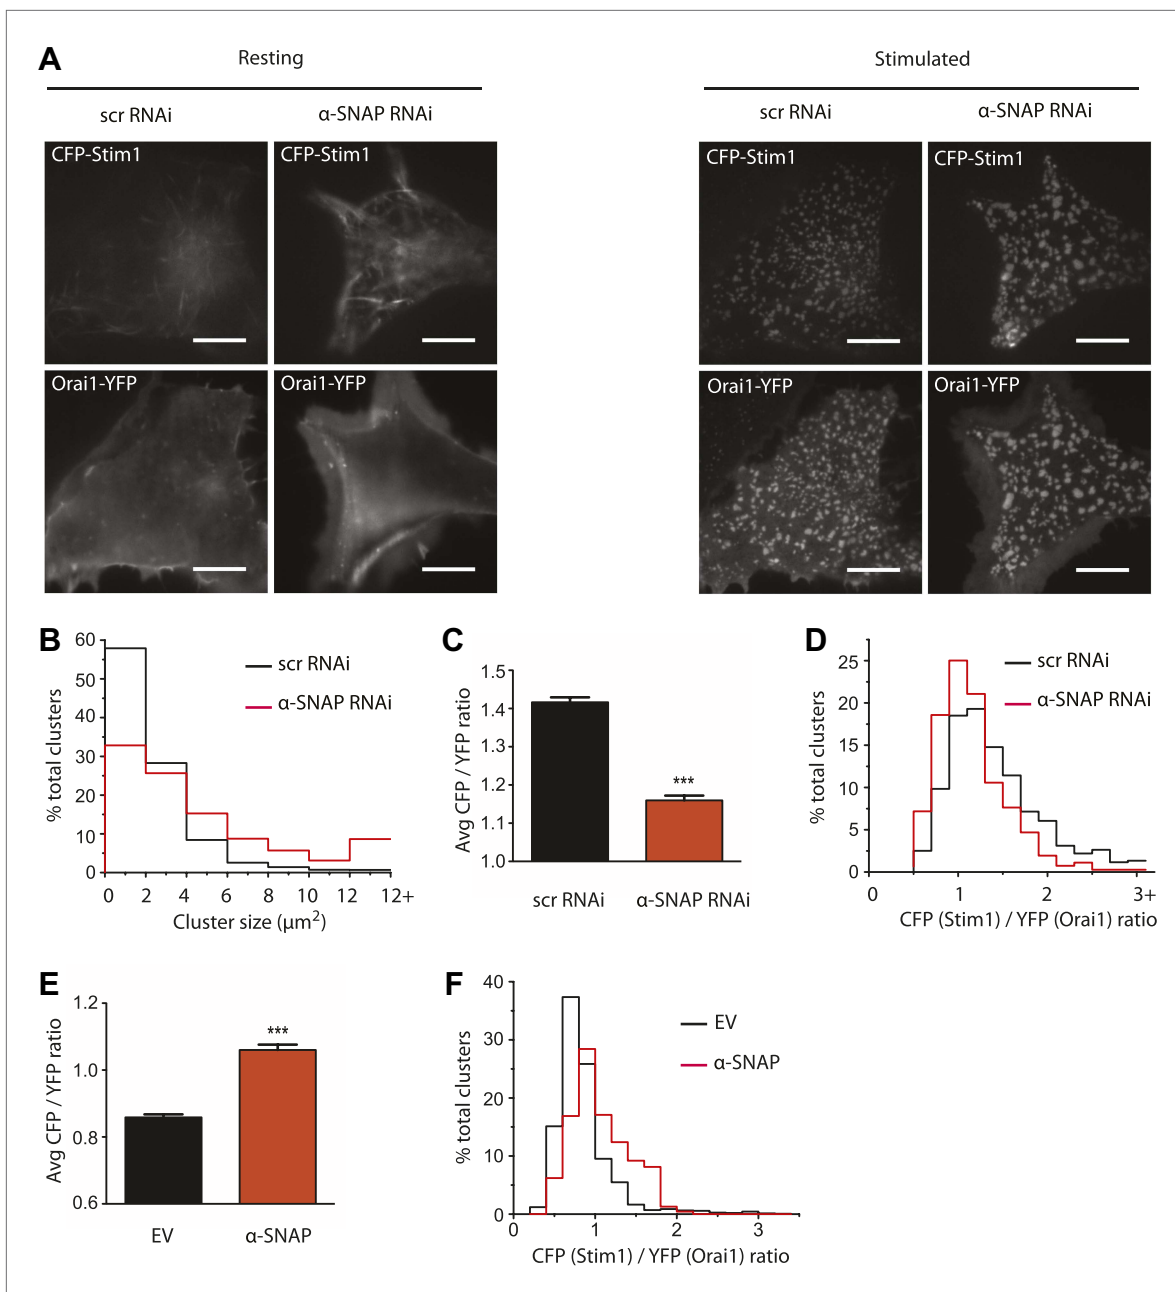 A
Resting
Stimulated
scr RNAi
α-SNAP RNAi
scr RNAi
α-SNAP RNAi
CFP-Stim1
CFP-Stim1
CFP-Stim1
CFP-Stim1
Orai1-YFP
Orai1-YFP
Orai1-YFP
Orai1-YFP
B
% total clusters
60
50
40
30
20
10
0
scr RNAi
α-SNAP RNAi
0 2 4 6 8 10 12 12+
Cluster size (µm²)
C
Avg CFP / YFP ratio
1.5
1.4
1.3
1.2
1.1
1.0
***
scr RNAi
α-SNAP RNAi
D
% total clusters
25
20
15
10
5
0
scr RNAi
α-SNAP RNAi
0 1 2 3+
CFP (Stim1) / YFP (Orai1) ratio
E
Avg CFP / YFP ratio
1.2
1.0
0.8
0.6
***
EV
α-SNAP
F
% total clusters
40
30
20
10
0
EV
α-SNAP
0 1 2 3
CFP (Stim1) / YFP (Orai1) ratio